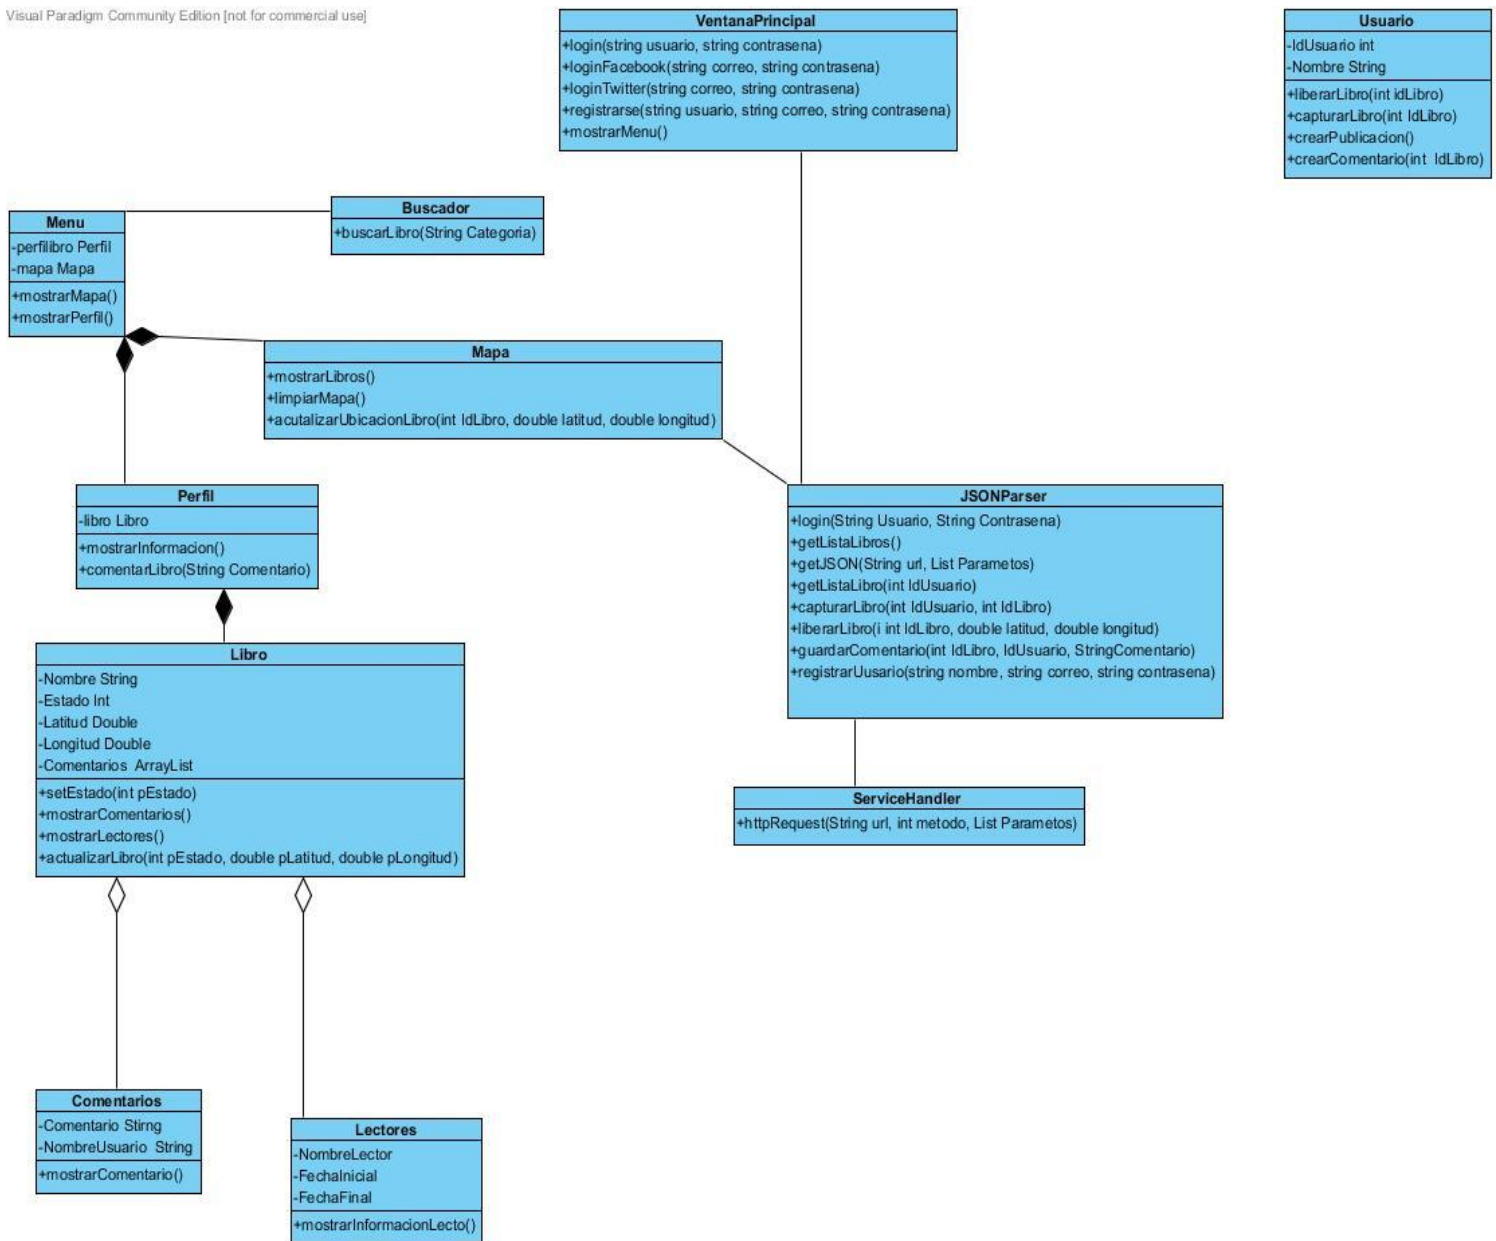 Visual Paradigm Community Edition [not for commercial use]
VentanaPrincipal
+login(string usuario, string contrasena)
+loginFacebook(string correo, string contrasena)
+loginTwitter(string correo, string contrasena)
+registrarse(string usuario, string correo, string contrasena)
+mostrarMenu()
Usuario
-IdUsuario int
-Nombre String
+liberarLibro(int idLibro)
+capturarLibro(int IdLibro)
+crearPublicacion()
+crearComentario(int IdLibro)
Menu
-perfilibro Perfil
-mapa Mapa
+mostrarMapa()
+mostrarPerfil()
Buscador
+buscarLibro(String Categoria)
Mapa
+mostrarLibros()
+limpiarMapa()
+acutalizarUbicacionLibro(int IdLibro, double latitud, double longitud)
Perfil
-libro Libro
+mostrarInformacion()
+comentarLibro(String Comentario)
JSONParser
+login(String Usuario, String Contrasena)
+getListaLibros()
+getJSON(String url, List Parametos)
+getListaLibro(int IdUsuario)
+capturarLibro(int IdUsuario, int IdLibro)
+liberarLibro(i int IdLibro, double latitud, double longitud)
+guardarComentario(int IdLibro, IdUsuario, StringComentario)
+registrarUusario(string nombre, string correo, string contrasena)
Libro
-Nombre String
-Estado Int
-Latitud Double
-Longitud Double
-Comentarios ArrayList
+setEstado(int pEstado)
+mostrarComentarios()
+mostrarLectores()
+actualizarLibro(int pEstado, double pLatitud, double pLongitud)
ServiceHandler
+httpRequest(String url, int metodo, List Parametos)
Comentarios
-Comentario Stirng
-NombreUsuario String
+mostrarComentario()
Lectores
-NombreLector
-FechaInicial
-FechaFinal
+mostrarInformacionLecto()